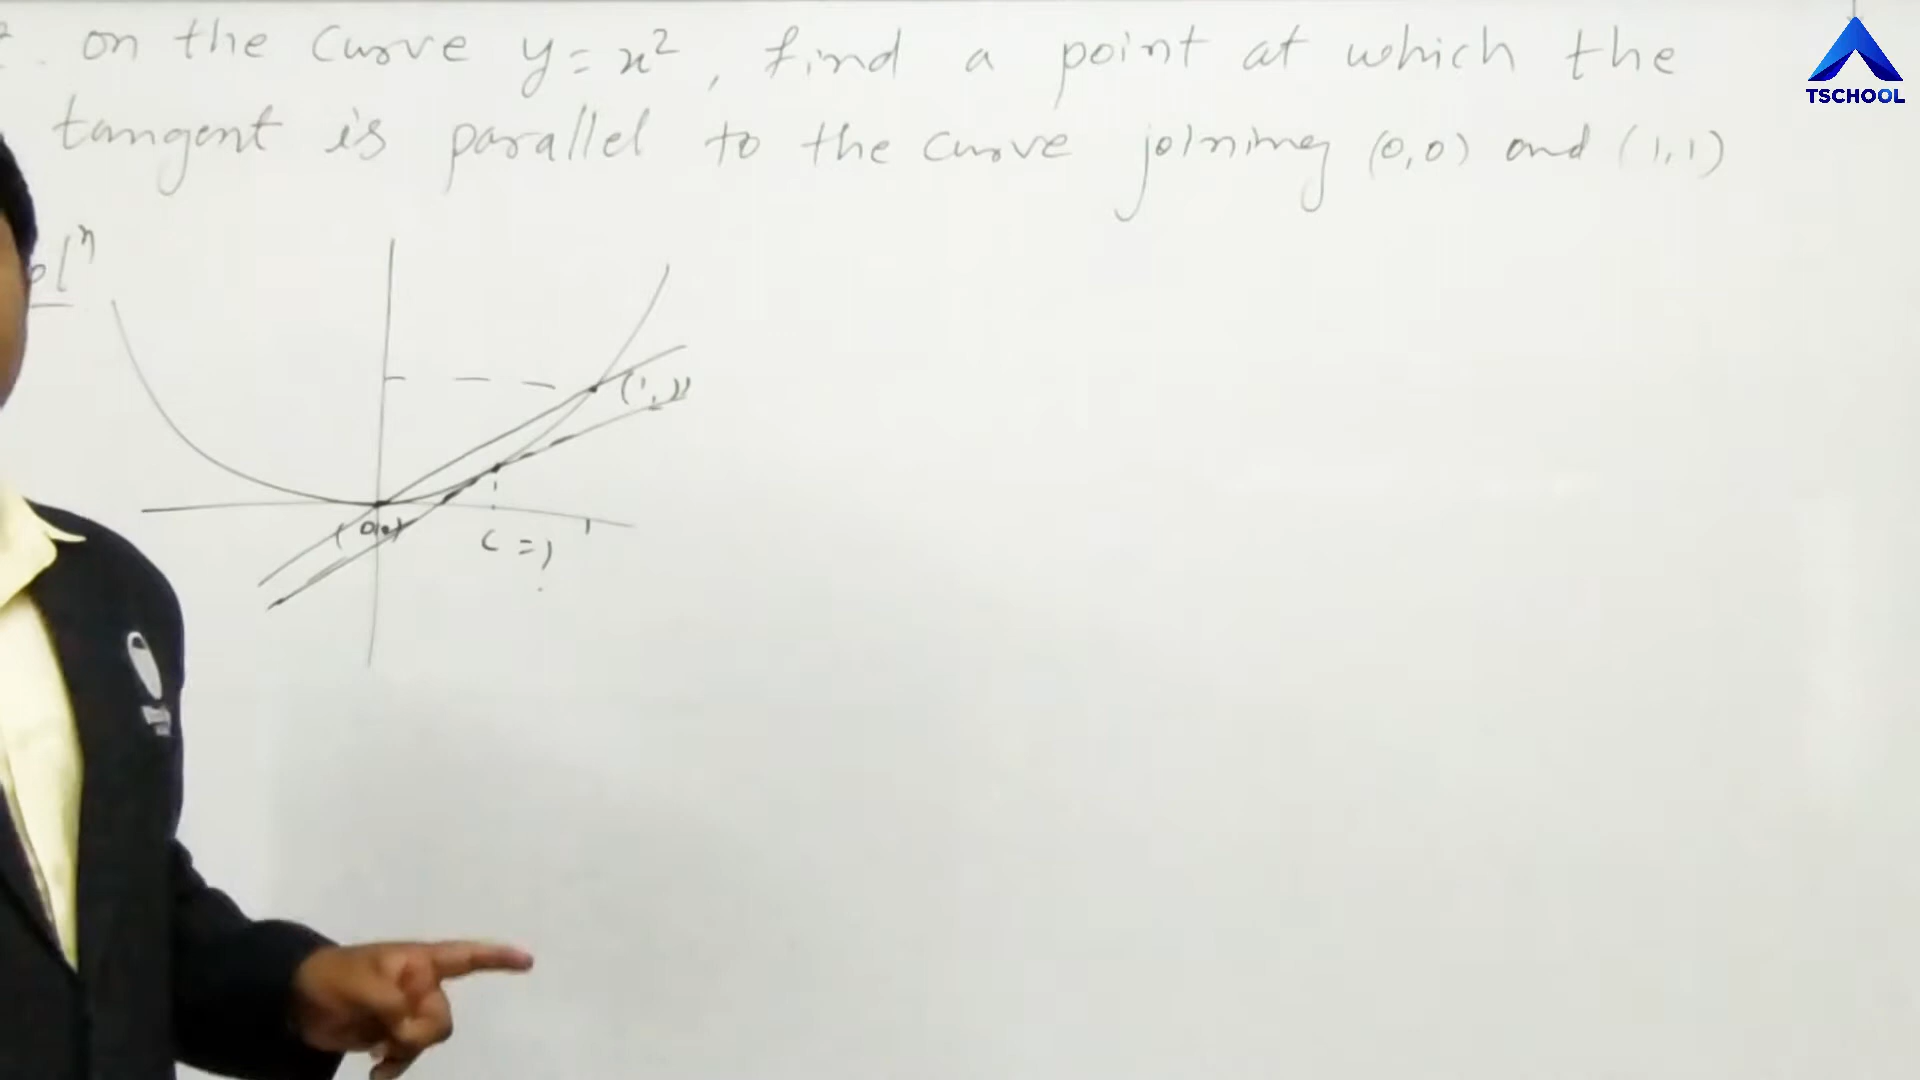 on the curve y = x², find a point at which the
TSCHOOL
tangent is parallel to the curve joining (0,0) and (1,1)
olⁿ
(1,1)
(0,0)
c = ?